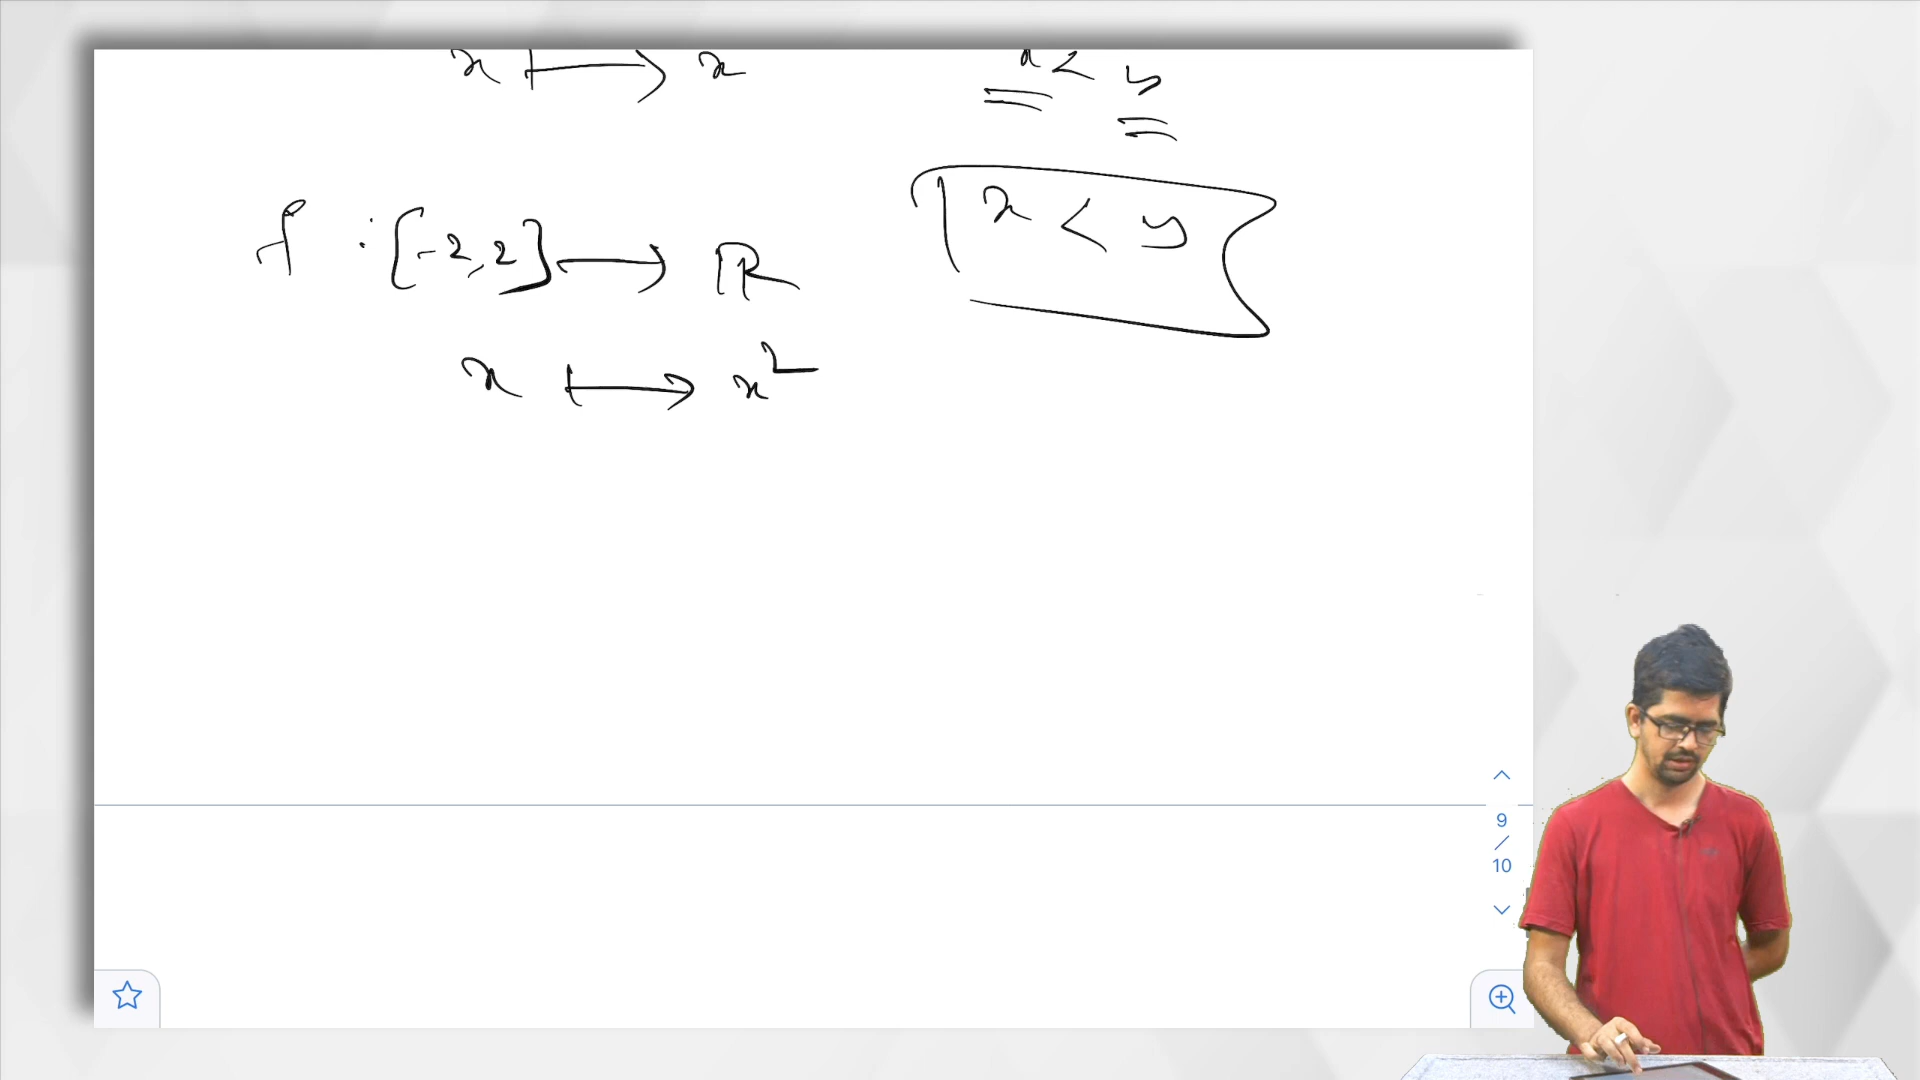 x ↦ x
x < y
f : [-2, 2] ⟶ ℝ
| x < y
x ↦ x²
9
/
10